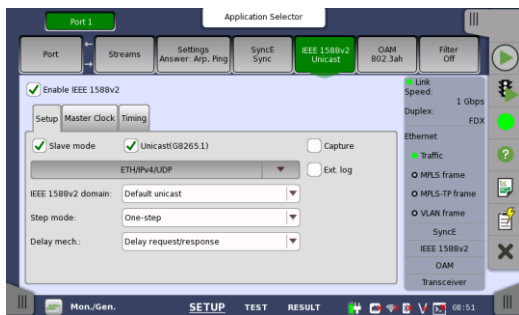 Port 1
Application Selector
Port
Streams
Settings
Answer: Arp, Ping
SyncE
Sync
IEEE 1588v2
Unicast
OAM
802.3ah
Filter
Off
Enable IEEE 1588v2
Setup
Master Clock
Timing
Slave mode
Unicast(G8265.1)
Capture
ETH/IPv4/UDP
Ext. log
IEEE 1588v2 domain:
Default unicast
Step mode:
One-step
Delay mech.:
Delay request/response
Link
Speed:
1 Gbps
Duplex:
FDX
Ethernet
Traffic
MPLS frame
MPLS-TP frame
VLAN frame
SyncE
IEEE 1588v2
OAM
Transceiver
Mon./Gen.
SETUP
TEST
RESULT
08:51